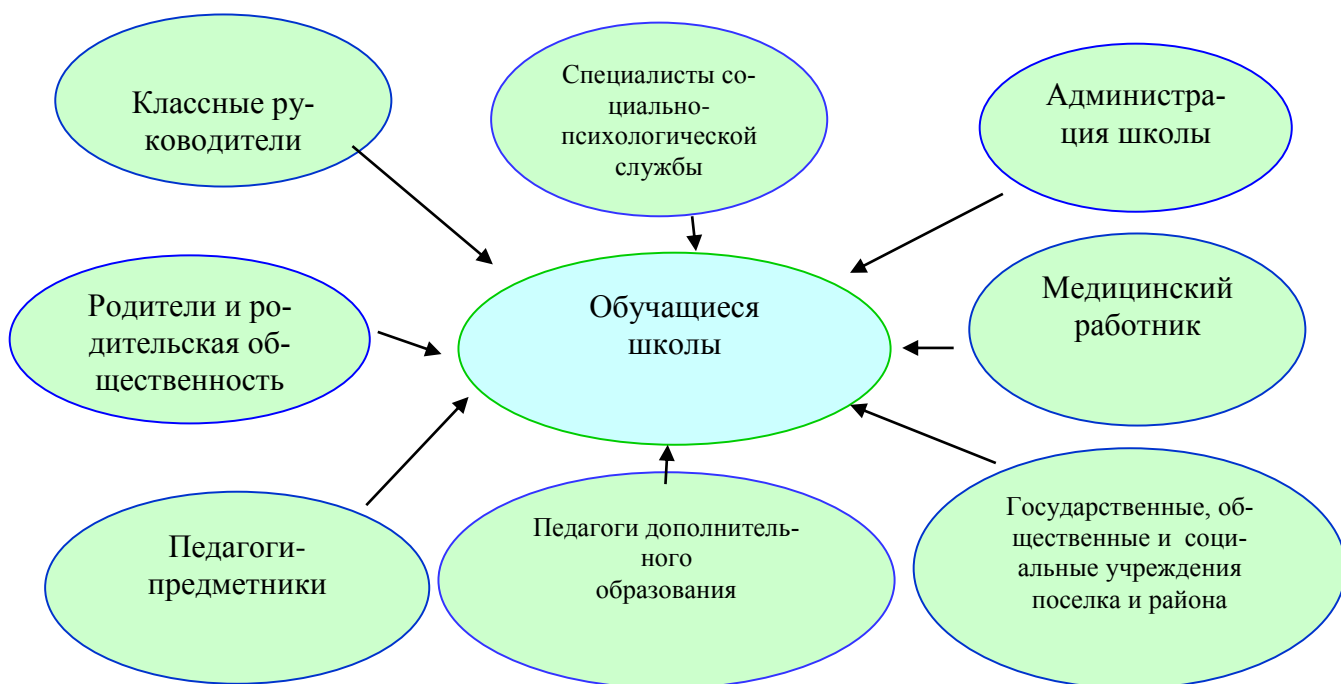 Классные ру-
ководители
Специалисты со-
циально-
психологической
службы
Администра-
ция школы
Родители и ро-
дительская об-
щественность
Обучащиеся
школы
Медицинский
работник
Педагоги-
предметники
Педагоги дополнитель-
ного
образования
Государственные, об-
щественные и соци-
альные учреждения
поселка и района